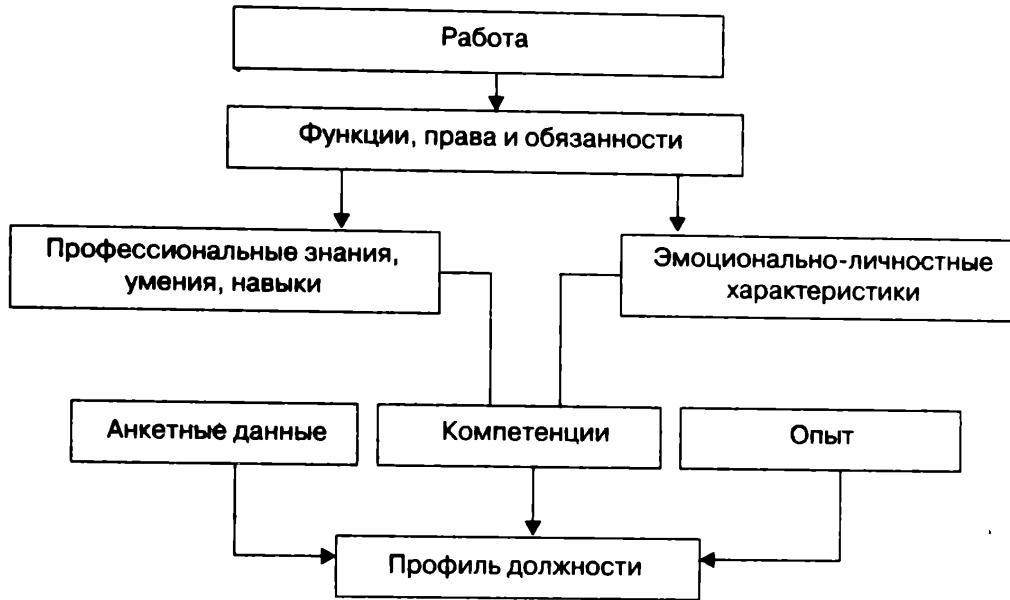 Работа
Функции, права и обязанности
Профессиональные знания,
умения, навыки
Эмоционально-личностные
характеристики
Анкетные данные
Компетенции
Опыт
Профиль должности